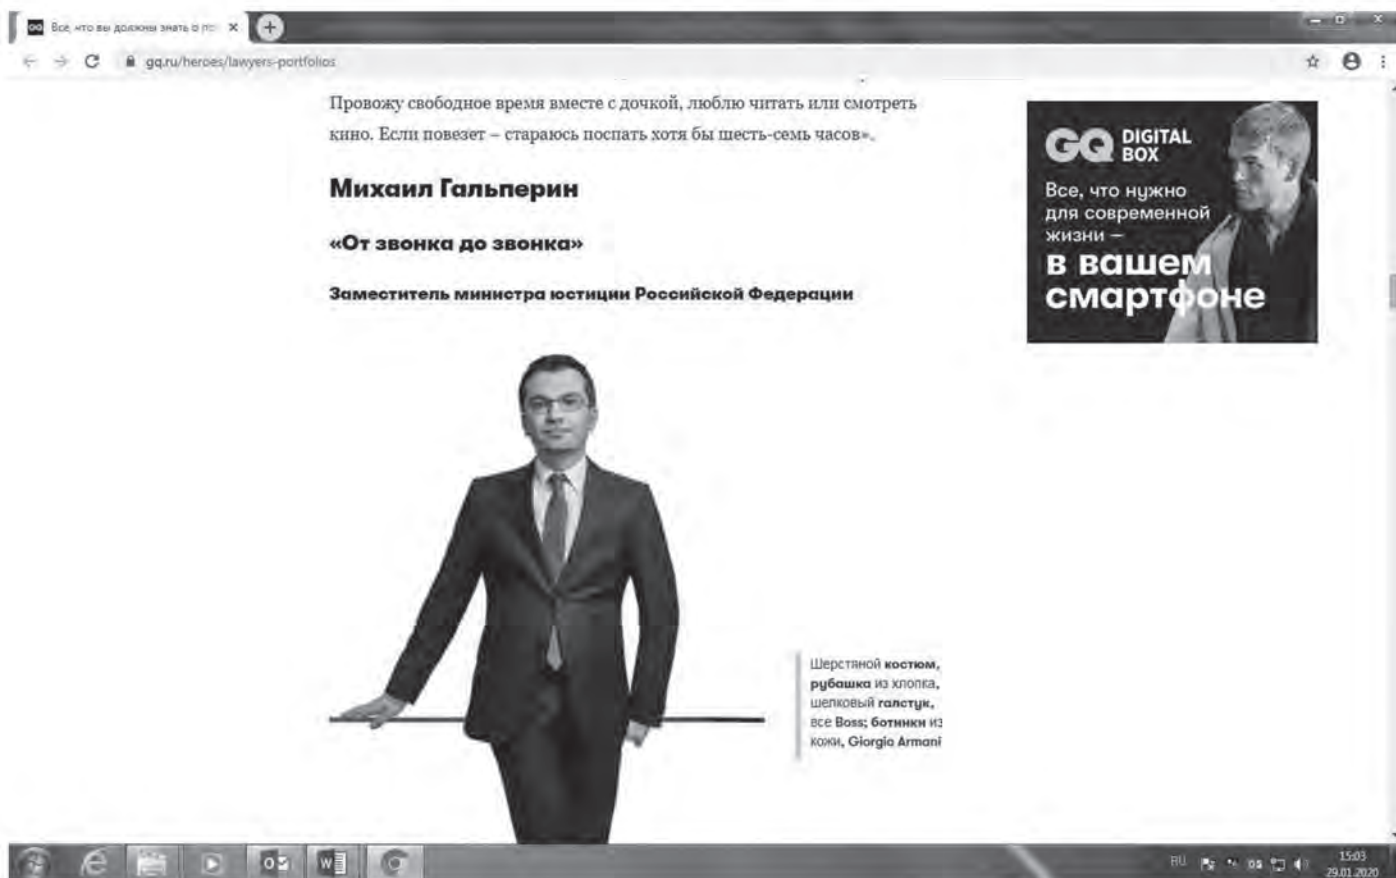 GQ Все, что вы должны знать о по
gq.ru/heroes/lawyers-portfolios
Провожу свободное время вместе с дочкой, люблю читать или смотреть
кино. Если повезет – стараюсь поспать хотя бы шесть-семь часов».
Михаил Гальперин
«От звонка до звонка»
Заместитель министра юстиции Российской Федерации
GQ DIGITAL
BOX
Все, что нужно
для современной
жизни —
в вашем
смартфоне
Шерстяной костюм,
рубашка из хлопка,
шелковый галстук,
все Boss; ботинки из
кожи, Giorgio Armani
RU
15:03
29.01.2020